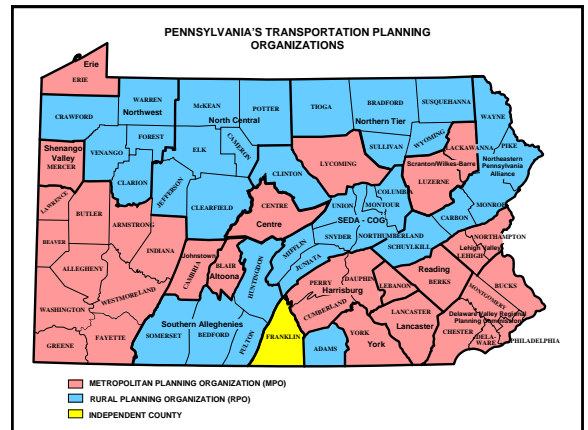 PENNSYLVANIA'S TRANSPORTATION PLANNING
ORGANIZATIONS
Erie
ERIE
CRAWFORD
WARREN
Northwest
McKEAN
POTTER
North Central
TIOGA
BRADFORD
Northern Tier
SUSQUEHANNA
WAYNE
FOREST
VENANGO
ELK
CAMERON
SULLIVAN
WYOMING
LACKAWANNA
PIKE
Shenango
Valley
MERCER
CLARION
JEFFERSON
CLINTON
LYCOMING
Scranton/Wilkes-Barre
LUZERNE
Northeastern
Pennsylvania
Alliance
LAWRENCE
BUTLER
ARMSTRONG
CLEARFIELD
CENTRE
Centre
UNION
MONTOUR
COLUMBIA
SEDA - COG
SNYDER
NORTHUMBERLAND
MONROE
CARBON
SCHUYLKILL
NORTHAMPTON
Lehigh Valley
LEHIGH
BEAVER
ALLEGHENY
INDIANA
WESTMORELAND
Johnstown
CAMBRIA
BLAIR
Altoona
HUNTINGDON
MIFFLIN
JUNIATA
PERRY
DAUPHIN
Harrisburg
CUMBERLAND
LEBANON
Reading
BERKS
BUCKS
MONTGOMERY
Delaware Valley Regional
Planning Commission
WASHINGTON
GREENE
FAYETTE
Southern Alleghenies
SOMERSET
BEDFORD
FULTON
FRANKLIN
ADAMS
YORK
York
LANCASTER
Lancaster
CHESTER
DELA-
WARE
PHILADELPHIA
METROPOLITAN PLANNING ORGANIZATION (MPO)
RURAL PLANNING ORGANIZATION (RPO)
INDEPENDENT COUNTY